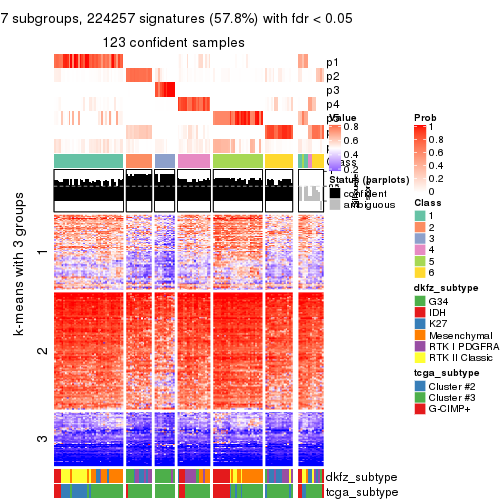 7 subgroups, 224257 signatures (57.8%) with fdr < 0.05
123 confident samples
p1
p2
p3
p4
Value
0.8
0.6
0.4
0.2
Class
Status (barplots)
confident
ambiguous
k-means with 3 groups
1
2
3
dkfz_subtype
tcga_subtype
Prob
1
0.8
0.6
0.4
0.2
0
Class
1
2
3
4
5
6
dkfz_subtype
G34
IDH
K27
Mesenchymal
RTK I PDGFRA
RTK II Classic
tcga_subtype
Cluster #2
Cluster #3
G-CIMP+